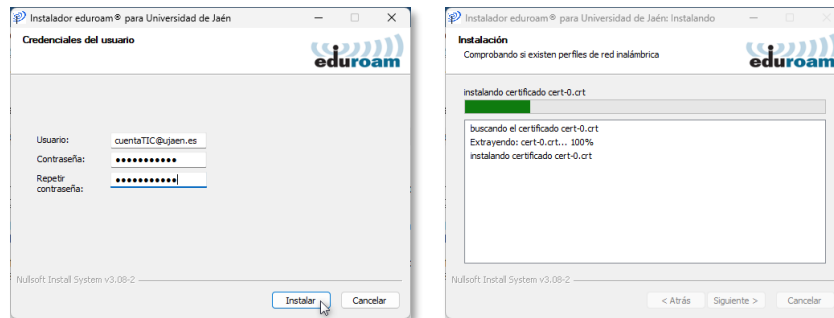 Instalador eduroam® para Universidad de Jaén
Credenciales del usuario
eduroam
Usuario:
cuentaTIC@ujaen.es
Contraseña:
●●●●●●●●●●●
Repetir
contraseña:
●●●●●●●●●●●
Nullsoft Install System v3.08-2
Instalar
Cancelar
Instalador eduroam® para Universidad de Jaén: Instalando
Instalación
Comprobando si existen perfiles de red inalámbrica
eduroam
instalando certificado cert-0.crt
buscando el certificado cert-0.crt
Extrayendo: cert-0.crt... 100%
instalando certificado cert-0.crt
Nullsoft Install System v3.08-2
< Atrás
Siguiente >
Cancelar